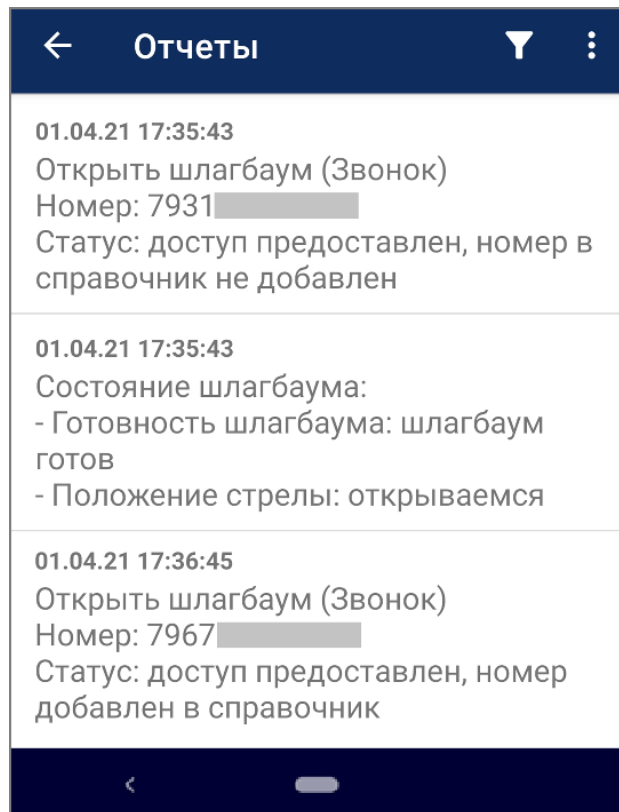 Отчеты
01.04.21 17:35:43
Открыть шлагбаум (Звонок)
Номер: 7931
Статус: доступ предоставлен, номер в
справочник не добавлен
01.04.21 17:35:43
Состояние шлагбаума:
- Готовность шлагбаума: шлагбаум
готов
- Положение стрелы: открываемся
01.04.21 17:36:45
Открыть шлагбаум (Звонок)
Номер: 7967
Статус: доступ предоставлен, номер
добавлен в справочник